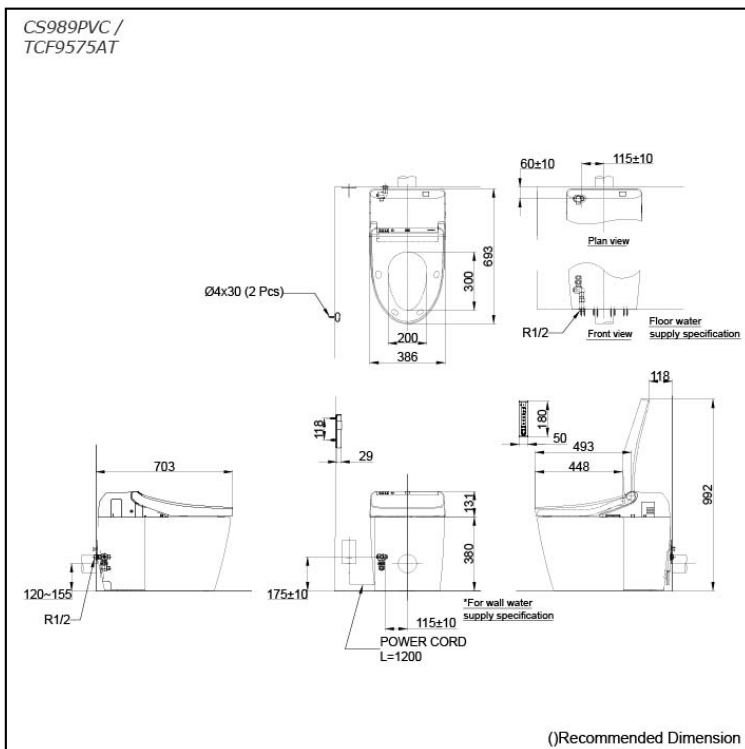 CS989PVC /
TCF9575AT
60±10
115±10
Plan view
693
300
Ø4x30 (2 Pcs)
200
386
R1/2
Front view
Floor water
supply specification
118
118
180
50
29
493
448
703
992
131
380
120~155
R1/2
175±10
115±10
*For wall water
supply specification
POWER CORD
L=1200
()Recommended Dimension